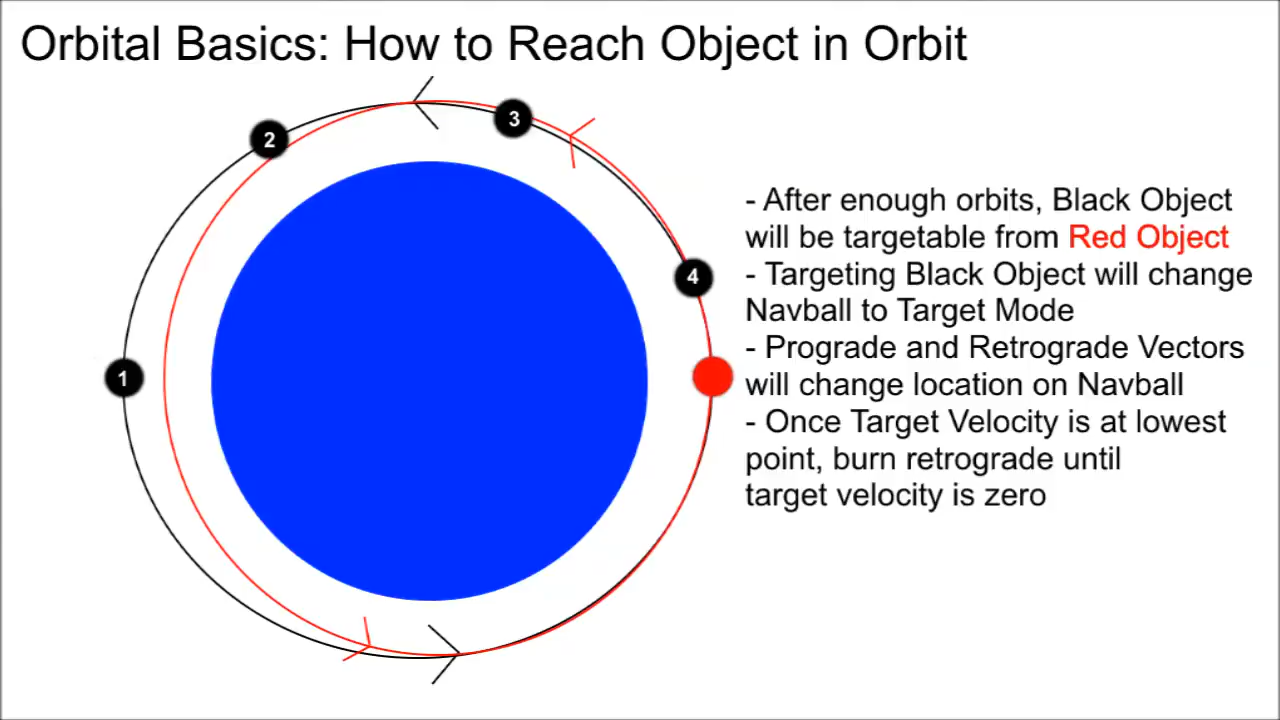 Orbital Basics: How to Reach Object in Orbit
2
3
4
1
- After enough orbits, Black Object
will be targetable from Red Object
- Targeting Black Object will change
Navball to Target Mode
- Prograde and Retrograde Vectors
will change location on Navball
- Once Target Velocity is at lowest
point, burn retrograde until
target velocity is zero